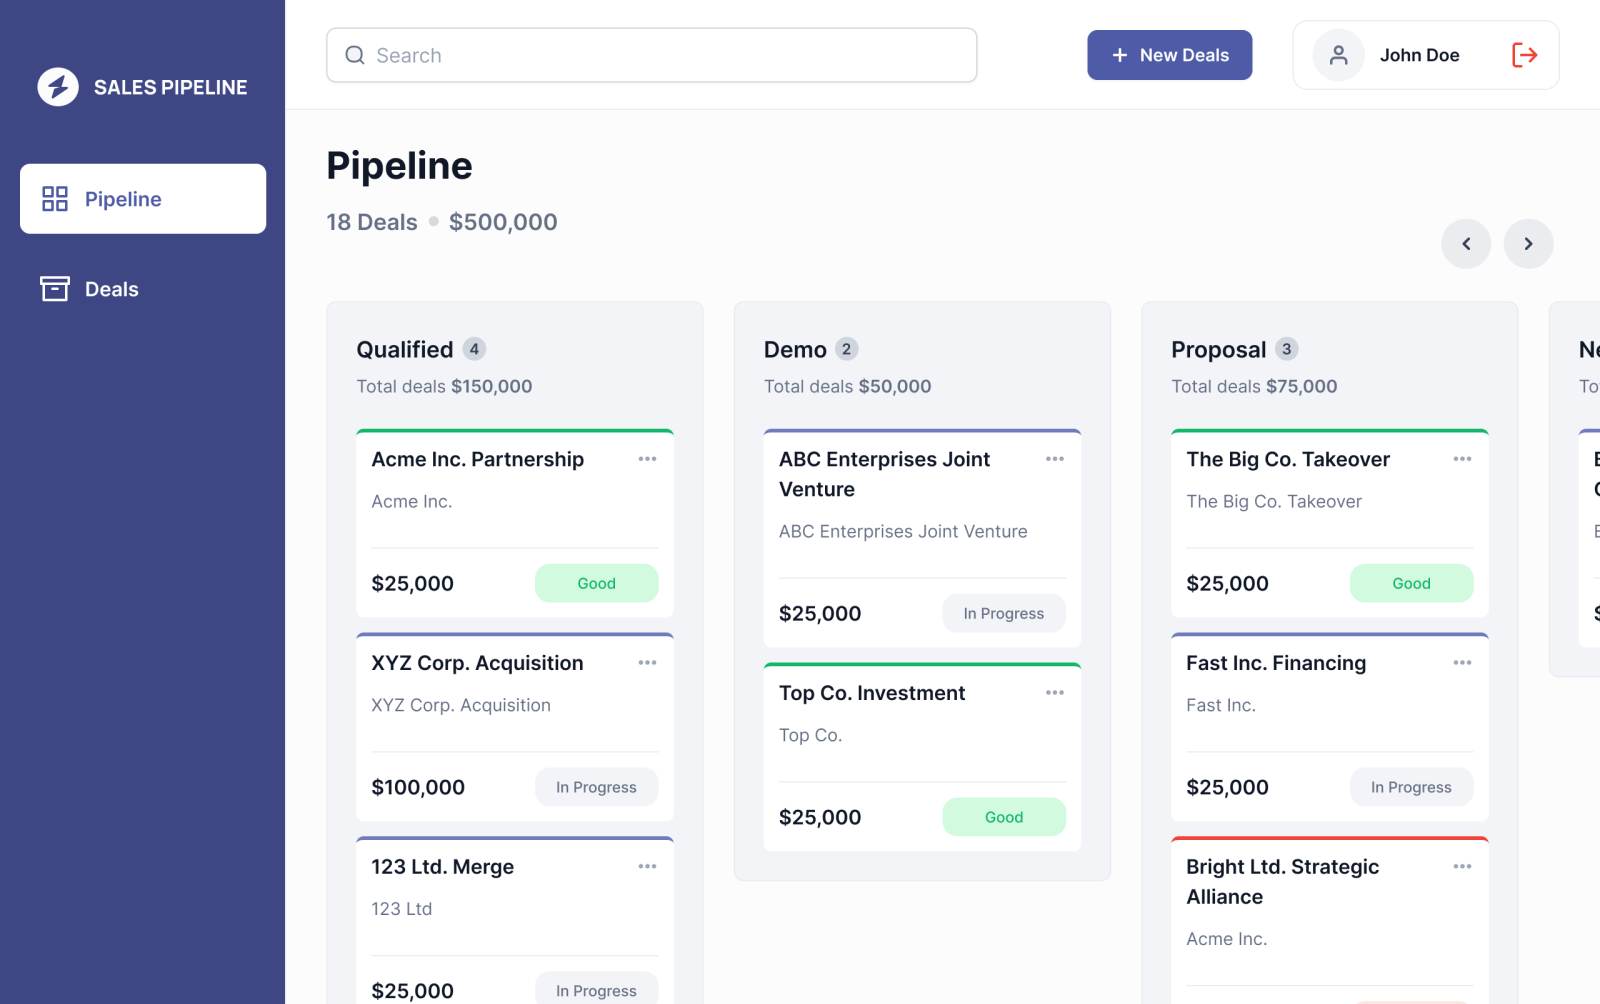 SALES PIPELINE
Pipeline
Deals
Search
New Deals
John Doe
Pipeline
18 Deals
$500,000
Qualified 4
Total deals $150,000
Acme Inc. Partnership
Acme Inc.
$25,000
Good
XYZ Corp. Acquisition
XYZ Corp. Acquisition
$100,000
In Progress
123 Ltd. Merge
123 Ltd
$25,000
In Progress
Demo 2
Total deals $50,000
ABC Enterprises Joint
Venture
ABC Enterprises Joint Venture
$25,000
In Progress
Top Co. Investment
Top Co.
$25,000
Good
Proposal 3
Total deals $75,000
The Big Co. Takeover
The Big Co. Takeover
$25,000
Good
Fast Inc. Financing
Fast Inc.
$25,000
In Progress
Bright Ltd. Strategic
Alliance
Acme Inc.